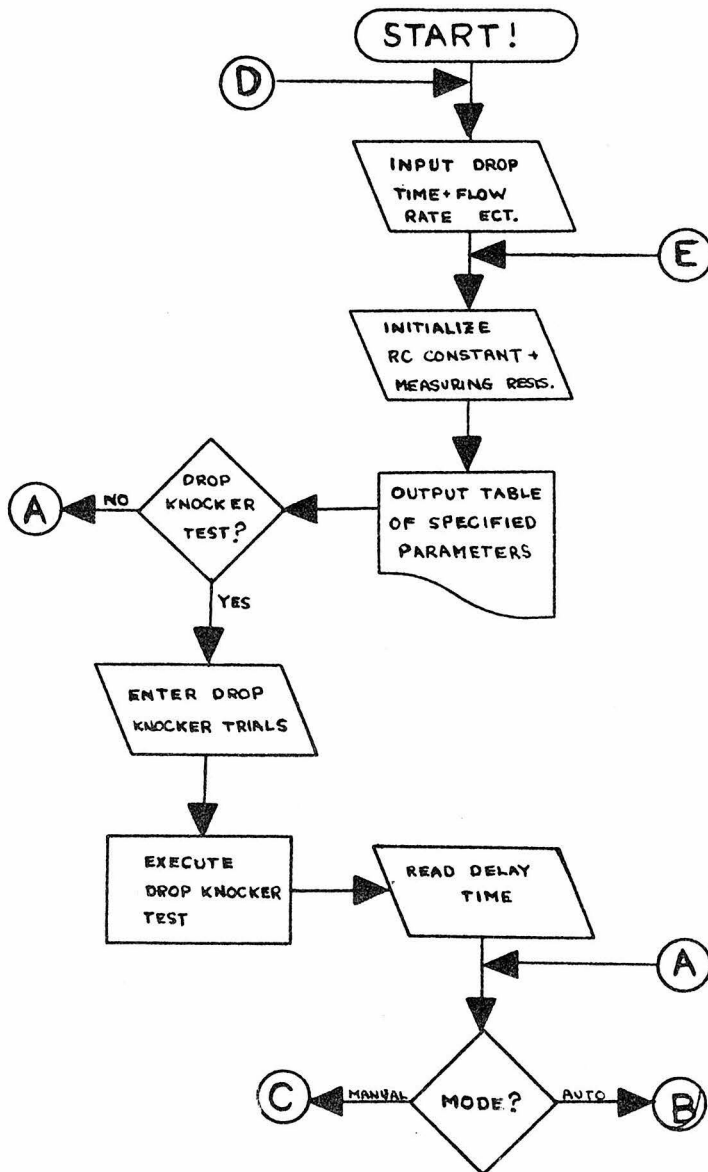 START!
D
INPUT DROP
TIME + FLOW
RATE ECT.
E
INITIALIZE
RC CONSTANT +
MEASURING RESIS.
OUTPUT TABLE
OF SPECIFIED
PARAMETERS
DROP
KNOCKER
TEST?
NO
A
YES
ENTER DROP
KNOCKER TRIALS
EXECUTE
DROP KNOCKER
TEST
READ DELAY
TIME
A
MODE?
MANUAL
C
AUTO
B